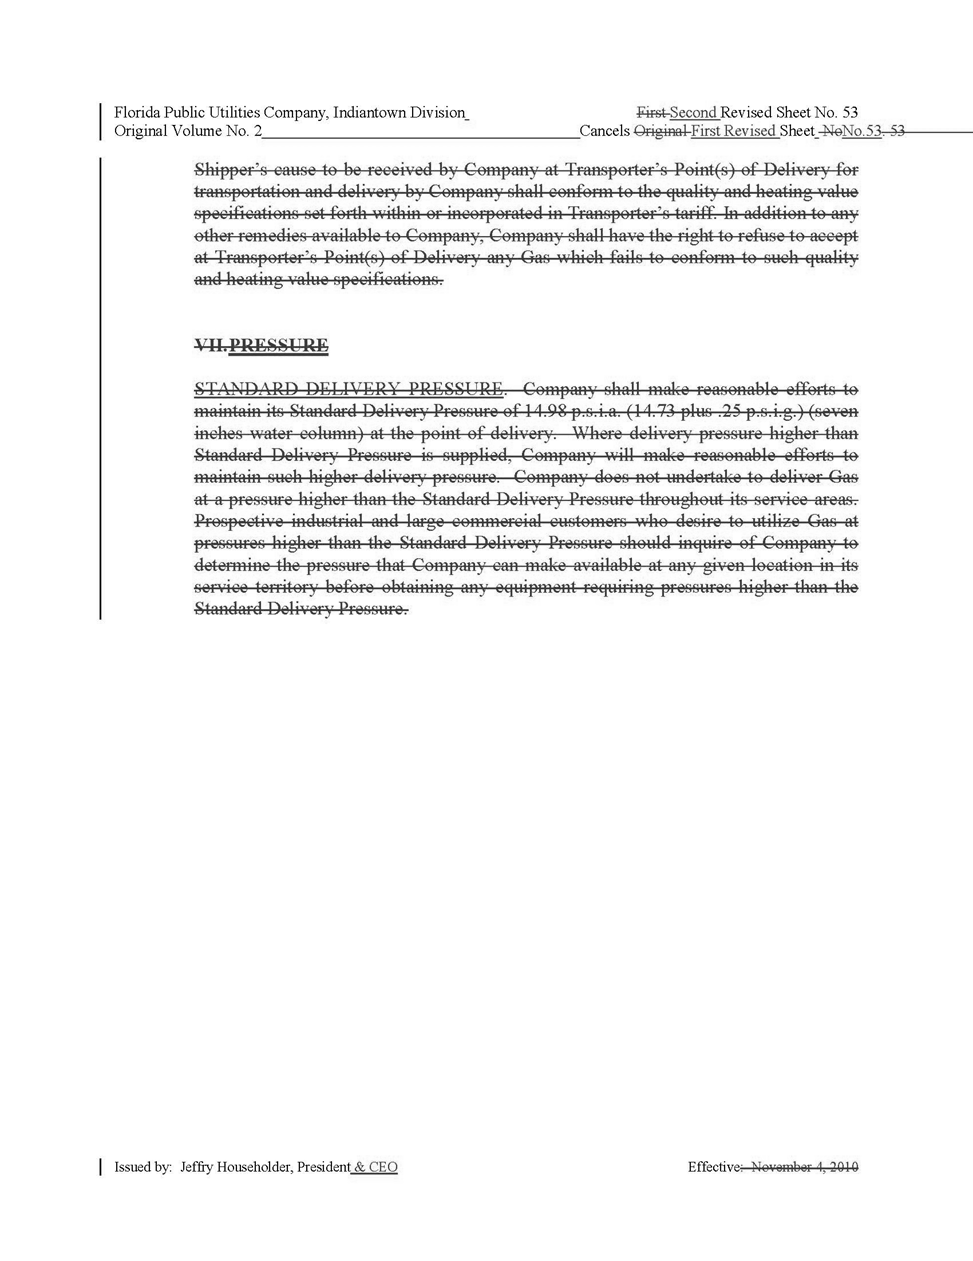 Florida Public Utilities Company, Indiantown Division_ First Second Revised Sheet No. 53
Original Volume No. 2 Cancels Original First Revised Sheet NoNo.53. 53
Shipper's cause to be received by Company at Transporter's Point(s) of Delivery for
transportation and delivery by Company shall conform to the quality and heating value
specifications set forth within or incorporated in Transporter's tariff. In addition to any
other remedies available to Company, Company shall have the right to refuse to accept
at Transporter's Point(s) of Delivery any Gas which fails to conform to such quality
and heating value specifications.
VII.PRESSURE
STANDARD DELIVERY PRESSURE. Company shall make reasonable efforts to
maintain its Standard Delivery Pressure of 14.98 p.s.i.a. (14.73 plus .25 p.s.i.g.) (seven
inches water column) at the point of delivery. Where delivery pressure higher than
Standard Delivery Pressure is supplied, Company will make reasonable efforts to
maintain such higher delivery pressure. Company does not undertake to deliver Gas
at a pressure higher than the Standard Delivery Pressure throughout its service areas.
Prospective industrial and large commercial customers who desire to utilize Gas at
pressures higher than the Standard Delivery Pressure should inquire of Company to
determine the pressure that Company can make available at any given location in its
service territory before obtaining any equipment requiring pressures higher than the
Standard Delivery Pressure.
Issued by: Jeffry Householder, President & CEO Effective: November 4, 2010